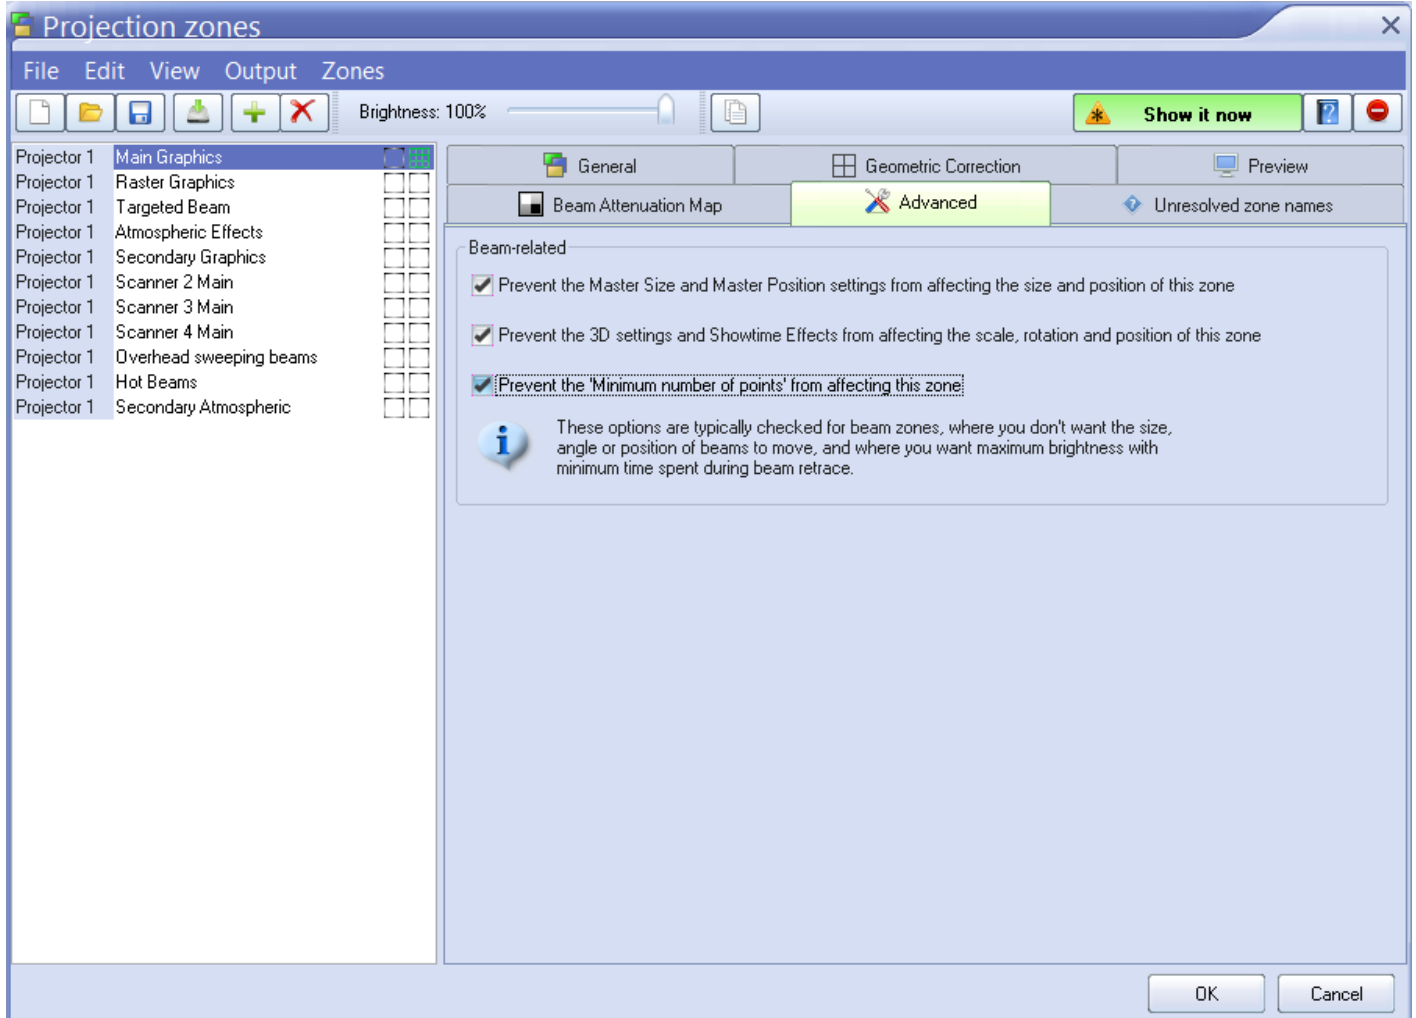 Projection zones
File Edit View Output Zones
Brightness: 100%
Show it now
Projector 1 Main Graphics
Projector 1 Raster Graphics
Projector 1 Targeted Beam
Projector 1 Atmospheric Effects
Projector 1 Secondary Graphics
Projector 1 Scanner 2 Main
Projector 1 Scanner 3 Main
Projector 1 Scanner 4 Main
Projector 1 Overhead sweeping beams
Projector 1 Hot Beams
Projector 1 Secondary Atmospheric
General Geometric Correction Preview
Beam Attenuation Map Advanced Unresolved zone names
Beam-related
Prevent the Master Size and Master Position settings from affecting the size and position of this zone
Prevent the 3D settings and Showtime Effects from affecting the scale, rotation and position of this zone
Prevent the 'Minimum number of points' from affecting this zone
These options are typically checked for beam zones, where you don't want the size,
angle or position of beams to move, and where you want maximum brightness with
minimum time spent during beam retrace.
OK Cancel